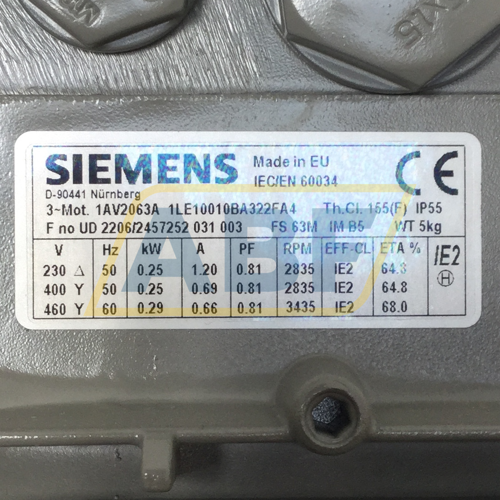 SIEMENS
Made in EU
IEC/EN 60034
CE
D-90441 Nürnberg
3~Mot. 1AV2063A 1LE10010BA322FA4 Th.Cl. 155(F) IP55
F no UD 2206/2457252 031 003 FS 63M IM B5 WT 5kg
V Hz kW A PF RPM EFF-CL ETA % IE2
230 Δ 50 0.25 1.20 0.81 2835 IE2 64.8 H
400 Y 50 0.25 0.69 0.81 2835 IE2 64.8
460 Y 60 0.29 0.66 0.81 3435 IE2 68.0
ABF